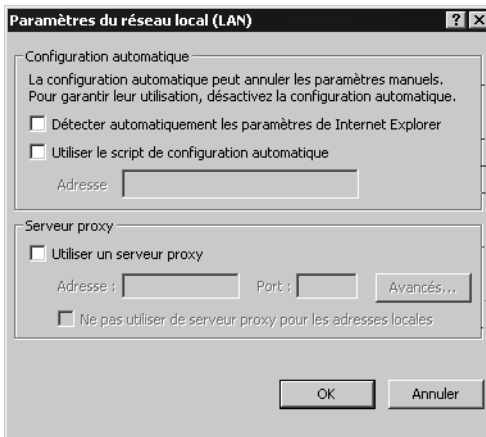 Paramètres du réseau local (LAN)
Configuration automatique
La configuration automatique peut annuler les paramètres manuels.
Pour garantir leur utilisation, désactivez la configuration automatique.
Détecter automatiquement les paramètres de Internet Explorer
Utiliser le script de configuration automatique
Adresse
Serveur proxy
Utiliser un serveur proxy
Adresse : Port : Avancés...
Ne pas utiliser de serveur proxy pour les adresses locales
OK Annuler